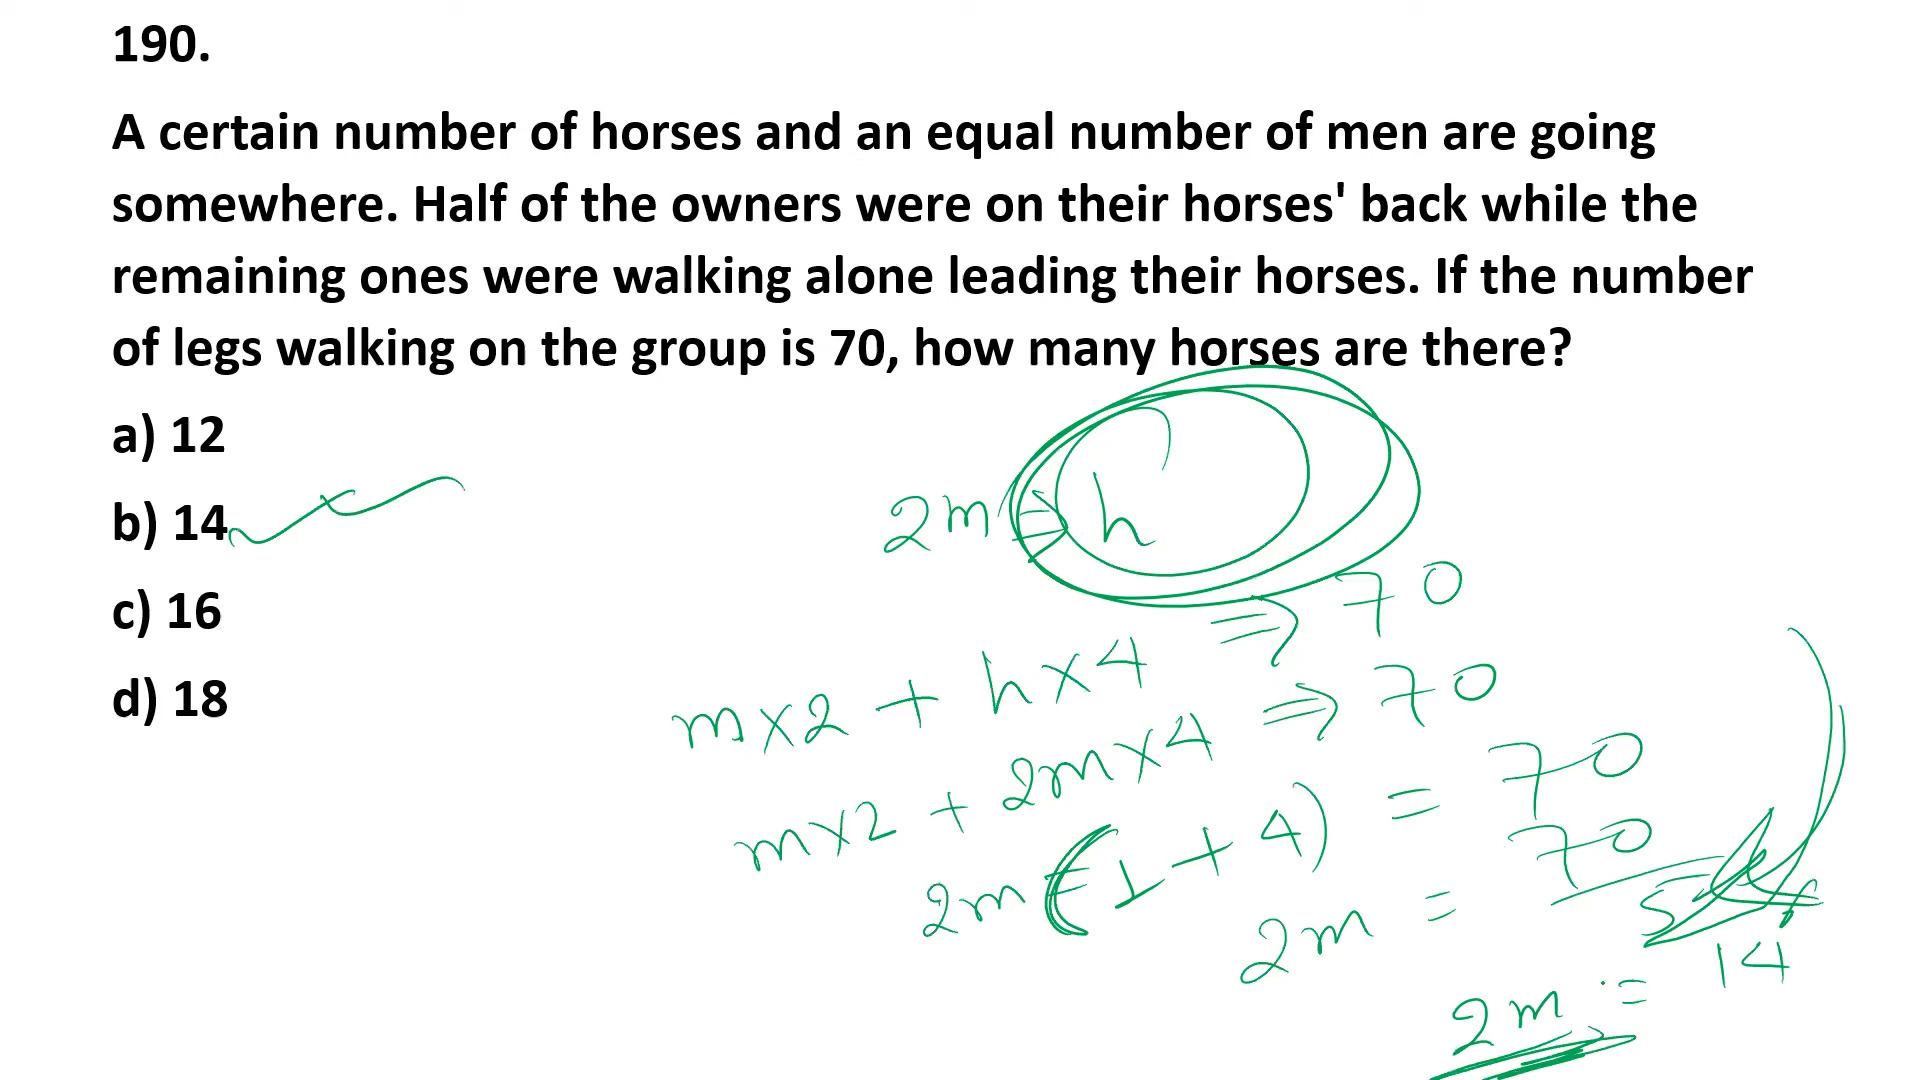 190.
A certain number of horses and an equal number of men are going
somewhere. Half of the owners were on their horses' back while the
remaining ones were walking alone leading their horses. If the number
of legs walking on the group is 70, how many horses are there?
a) 12
b) 14
c) 16
d) 18
2m = h
m×2 + h×4 ⇒ 70
m×2 + 2m×4 ⇒ 70
2m(1+4) = 70
2m = 70
5
2m = 14